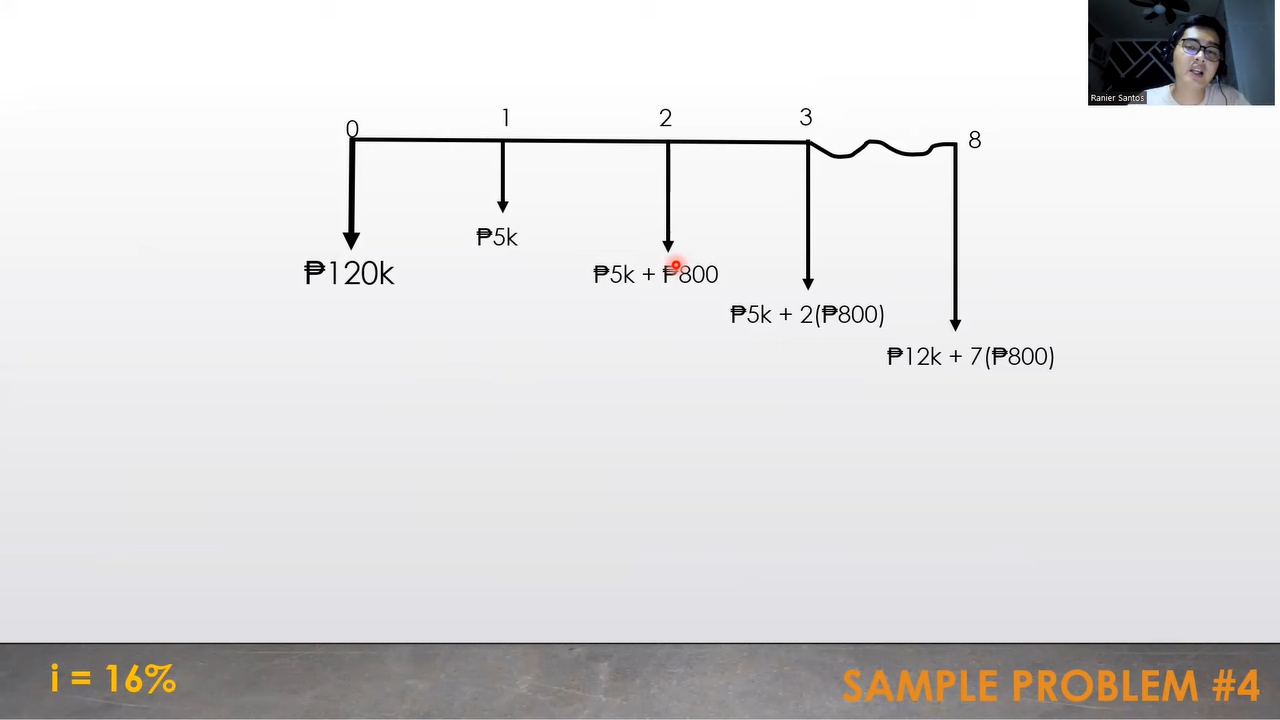 Ranier Santos
0
1
2
3
8
₱120k
₱5k
₱5k + ₱800
₱5k + 2(₱800)
₱12k + 7(₱800)
i = 16%
SAMPLE PROBLEM #4